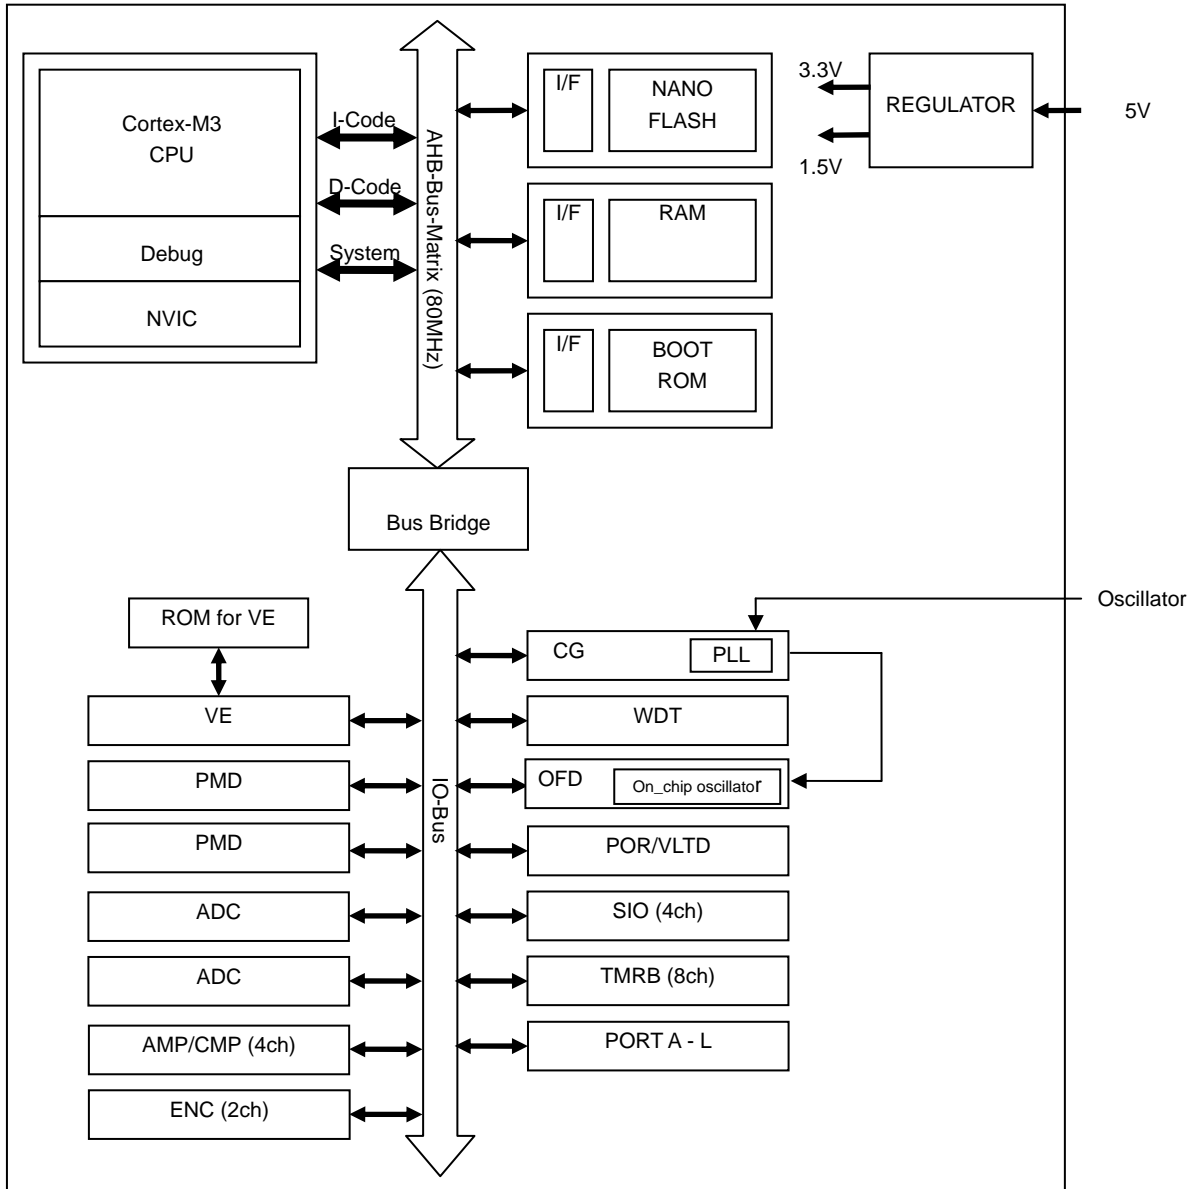 Cortex-M3
CPU
Debug
NVIC
I-Code
D-Code
System
AHB-Bus-Matrix (80MHz)
I/F
NANO
FLASH
I/F
RAM
I/F
BOOT
ROM
3.3V
1.5V
REGULATOR
5V
Bus Bridge
Oscillator
ROM for VE
VE
PMD
PMD
ADC
ADC
AMP/CMP (4ch)
ENC (2ch)
IO-Bus
CG
PLL
WDT
OFD
On_chip oscillator
POR/VLTD
SIO (4ch)
TMRB (8ch)
PORT A - L